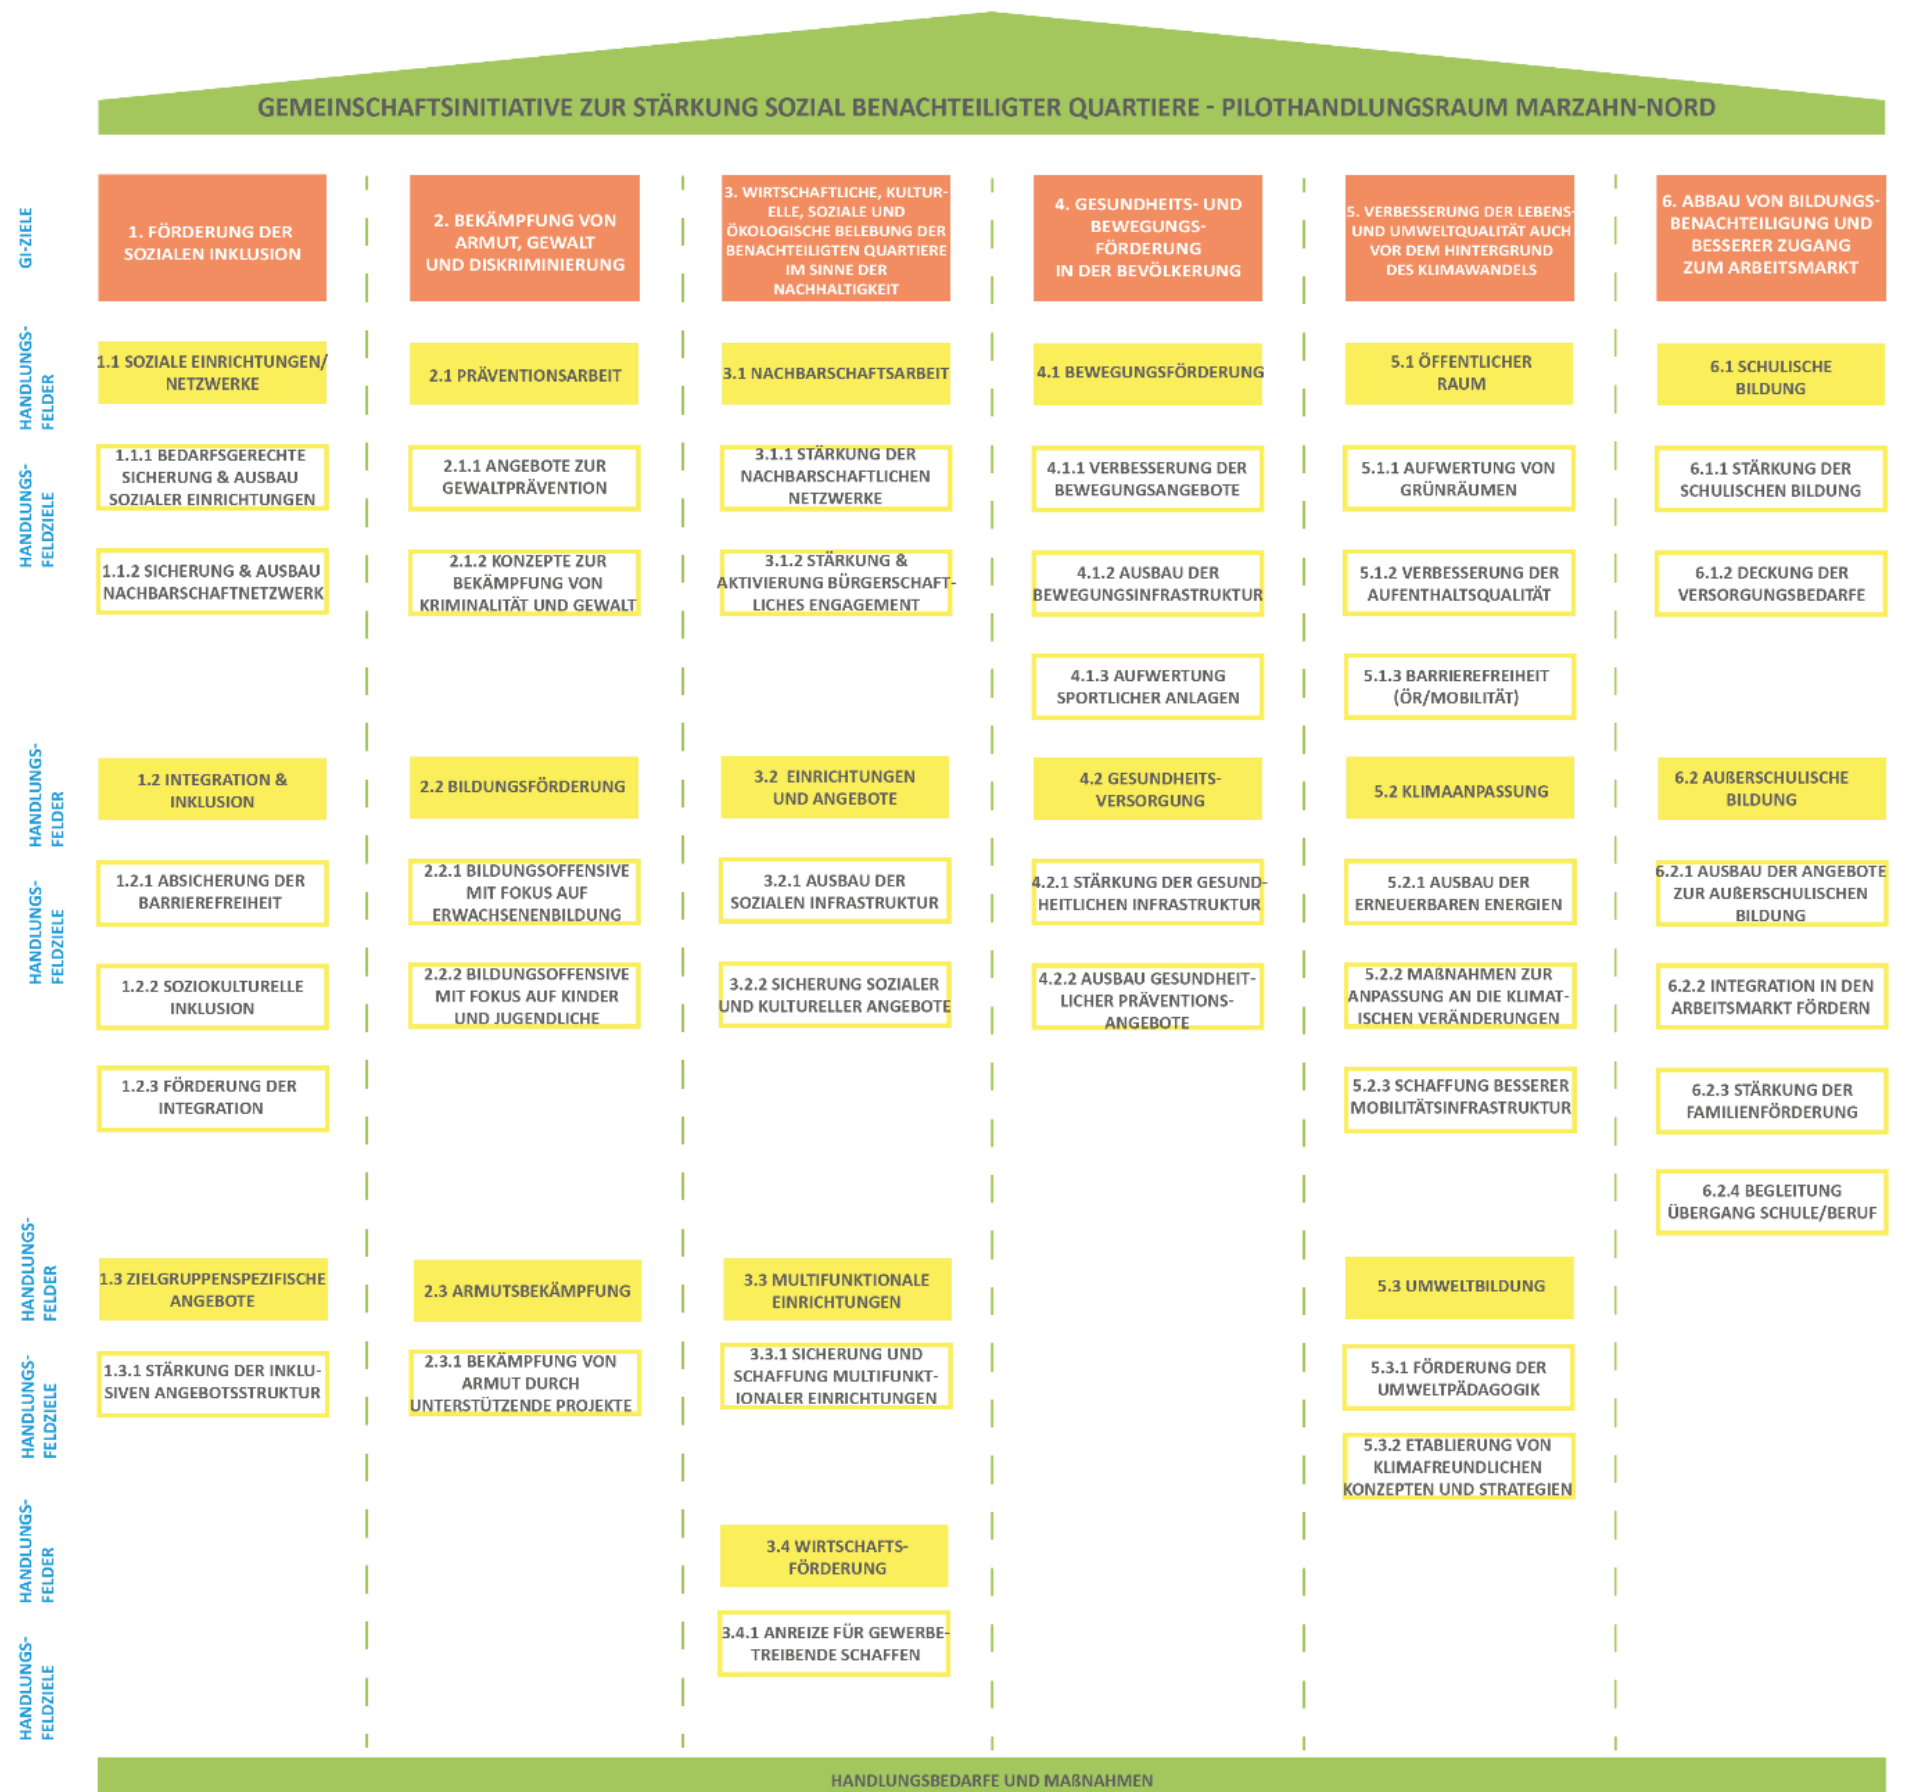 GEMEINSCHAFTSINITIATIVE ZUR STÄRKUNG SOZIAL BENACHTEILIGTER QUARTIERE - PILOTHANDLUNGSRAUM MARZAHN-NORD
GI-ZIELE
1. FÖRDERUNG DER
SOZIALEN INKLUSION
2. BEKÄMPFUNG VON
ARMUT, GEWALT
UND DISKRIMINIERUNG
3. WIRTSCHAFTLICHE, KULTUR-
ELLE, SOZIALE UND
ÖKOLOGISCHE BELEBUNG DER
BENACHTEILIGTEN QUARTIERE
IM SINNE DER
NACHHALTIGKEIT
4. GESUNDHEITS- UND
BEWEGUNGS-
FÖRDERUNG
IN DER BEVÖLKERUNG
5. VERBESSERUNG DER LEBENS-
UND UMWELTQUALITÄT AUCH
VOR DEM HINTERGRUND
DES KLIMAWANDELS
6. ABBAU VON BILDUNGS-
BENACHTEILIGUNG UND
BESSERER ZUGANG
ZUM ARBEITSMARKT
HANDLUNGS-
FELDER
1.1 SOZIALE EINRICHTUNGEN/
NETZWERKE
2.1 PRÄVENTIONSARBEIT
3.1 NACHBARSCHAFTSARBEIT
4.1 BEWEGUNGSFÖRDERUNG
5.1 ÖFFENTLICHER
RAUM
6.1 SCHULISCHE
BILDUNG
HANDLUNGS-
FELDZIELE
1.1.1 BEDARFSGERECHTE
SICHERUNG & AUSBAU
SOZIALER EINRICHTUNGEN
2.1.1 ANGEBOTE ZUR
GEWALTPRÄVENTION
3.1.1 STÄRKUNG DER
NACHBARSCHAFTLICHEN
NETZWERKE
4.1.1 VERBESSERUNG DER
BEWEGUNGSANGEBOTE
5.1.1 AUFWERTUNG VON
GRÜNRÄUMEN
6.1.1 STÄRKUNG DER
SCHULISCHEN BILDUNG
1.1.2 SICHERUNG & AUSBAU
NACHBARSCHAFTNETZWERK
2.1.2 KONZEPTE ZUR
BEKÄMPFUNG VON
KRIMINALITÄT UND GEWALT
3.1.2 STÄRKUNG &
AKTIVIERUNG BÜRGERSCHAFT-
LICHES ENGAGEMENT
4.1.2 AUSBAU DER
BEWEGUNGSINFRASTRUKTUR
5.1.2 VERBESSERUNG DER
AUFENTHALTSQUALITÄT
6.1.2 DECKUNG DER
VERSORGUNGSBEDARFE
4.1.3 AUFWERTUNG
SPORTLICHER ANLAGEN
5.1.3 BARRIEREFREIHEIT
(ÖR/MOBILITÄT)
HANDLUNGS-
FELDER
1.2 INTEGRATION &
INKLUSION
2.2 BILDUNGSFÖRDERUNG
3.2 EINRICHTUNGEN
UND ANGEBOTE
4.2 GESUNDHEITS-
VERSORGUNG
5.2 KLIMAANPASSUNG
6.2 AUßERSCHULISCHE
BILDUNG
HANDLUNGS-
FELDZIELE
1.2.1 ABSICHERUNG DER
BARRIEREFREIHEIT
2.2.1 BILDUNGSOFFENSIVE
MIT FOKUS AUF
ERWACHSENENBILDUNG
3.2.1 AUSBAU DER
SOZIALEN INFRASTRUKTUR
4.2.1 STÄRKUNG DER GESUND-
HEITLICHEN INFRASTRUKTUR
5.2.1 AUSBAU DER
ERNEUERBAREN ENERGIEN
6.2.1 AUSBAU DER ANGEBOTE
ZUR AUßERSCHULISCHEN
BILDUNG
1.2.2 SOZIOKULTURELLE
INKLUSION
2.2.2 BILDUNGSOFFENSIVE
MIT FOKUS AUF KINDER
UND JUGENDLICHE
3.2.2 SICHERUNG SOZIALER
UND KULTURELLER ANGEBOTE
4.2.2 AUSBAU GESUNDHEIT-
LICHER PRÄVENTIONS-
ANGEBOTE
5.2.2 MAßNAHMEN ZUR
ANPASSUNG AN DIE KLIMAT-
ISCHEN VERÄNDERUNGEN
6.2.2 INTEGRATION IN DEN
ARBEITSMARKT FÖRDERN
1.2.3 FÖRDERUNG DER
INTEGRATION
5.2.3 SCHAFFUNG BESSERER
MOBILITÄTSINFRASTRUKTUR
6.2.3 STÄRKUNG DER
FAMILIENFÖRDERUNG
6.2.4 BEGLEITUNG
ÜBERGANG SCHULE/BERUF
HANDLUNGS-
FELDER
1.3 ZIELGRUPPENSPEZIFISCHE
ANGEBOTE
2.3 ARMUTSBEKÄMPFUNG
3.3 MULTIFUNKTIONALE
EINRICHTUNGEN
5.3 UMWELTBILDUNG
HANDLUNGS-
FELDZIELE
1.3.1 STÄRKUNG DER INKLU-
SIVEN ANGEBOTSSTRUKTUR
2.3.1 BEKÄMPFUNG VON
ARMUT DURCH
UNTERSTÜTZENDE PROJEKTE
3.3.1 SICHERUNG UND
SCHAFFUNG MULTIFUNKT-
IONALER EINRICHTUNGEN
5.3.1 FÖRDERUNG DER
UMWELTPÄDAGOGIK
5.3.2 ETABLIERUNG VON
KLIMAFREUNDLICHEN
KONZEPTEN UND STRATEGIEN
HANDLUNGS-
FELDER
3.4 WIRTSCHAFTS-
FÖRDERUNG
HANDLUNGS-
FELDZIELE
3.4.1 ANREIZE FÜR GEWERBE-
TREIBENDE SCHAFFEN
HANDLUNGSBEDARFE UND MAßNAHMEN